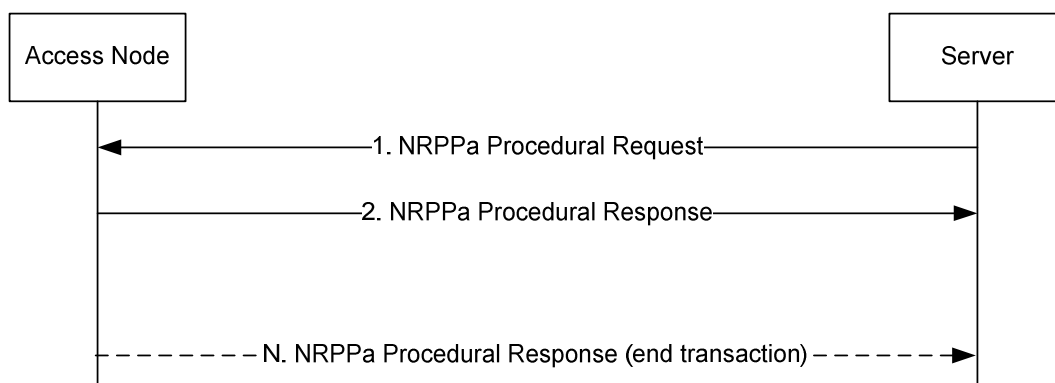 Access Node
Server
1. NRPPa Procedural Request
2. NRPPa Procedural Response
N. NRPPa Procedural Response (end transaction)